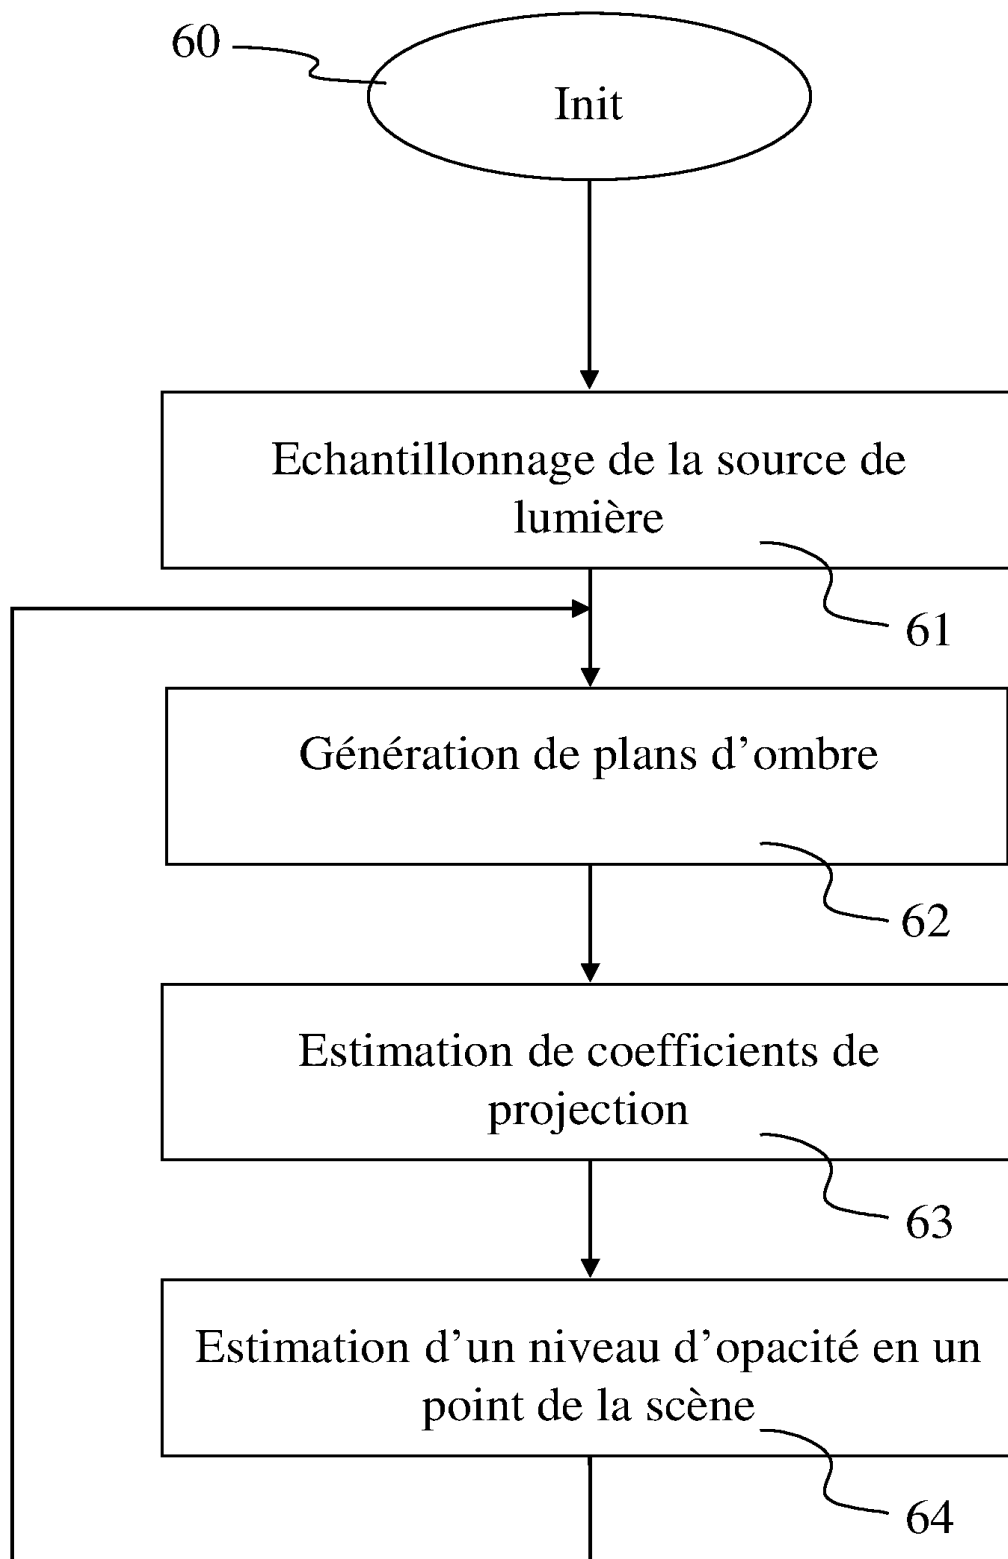 60
Init
Echantillonnage de la source de
lumière
61
Génération de plans d'ombre
62
Estimation de coefficients de
projection
63
Estimation d'un niveau d'opacité en un
point de la scène
64